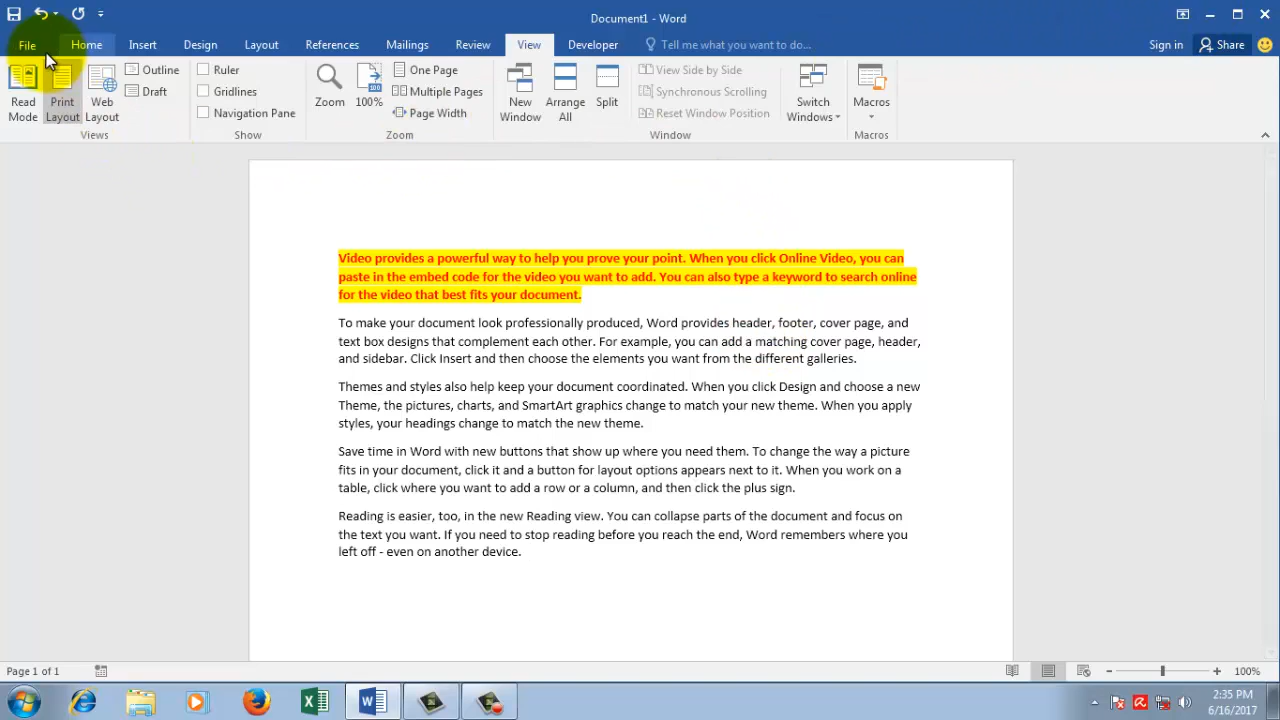 Document1 - Word
File Home Insert Design Layout References Mailings Review View Developer Tell me what you want to do... Sign in Share
Read Mode
Print Layout
Web Layout
Outline
Draft
Views
Ruler
Gridlines
Navigation Pane
Show
Zoom
100%
One Page
Multiple Pages
Page Width
Zoom
New Window
Arrange All
Split
View Side by Side
Synchronous Scrolling
Reset Window Position
Window
Switch Windows
Macros
Macros
Video provides a powerful way to help you prove your point. When you click Online Video, you can
paste in the embed code for the video you want to add. You can also type a keyword to search online
for the video that best fits your document.
To make your document look professionally produced, Word provides header, footer, cover page, and
text box designs that complement each other. For example, you can add a matching cover page, header,
and sidebar. Click Insert and then choose the elements you want from the different galleries.
Themes and styles also help keep your document coordinated. When you click Design and choose a new
Theme, the pictures, charts, and SmartArt graphics change to match your new theme. When you apply
styles, your headings change to match the new theme.
Save time in Word with new buttons that show up where you need them. To change the way a picture
fits in your document, click it and a button for layout options appears next to it. When you work on a
table, click where you want to add a row or a column, and then click the plus sign.
Reading is easier, too, in the new Reading view. You can collapse parts of the document and focus on
the text you want. If you need to stop reading before you reach the end, Word remembers where you
left off - even on another device.
Page 1 of 1
100%
2:35 PM
6/16/2017